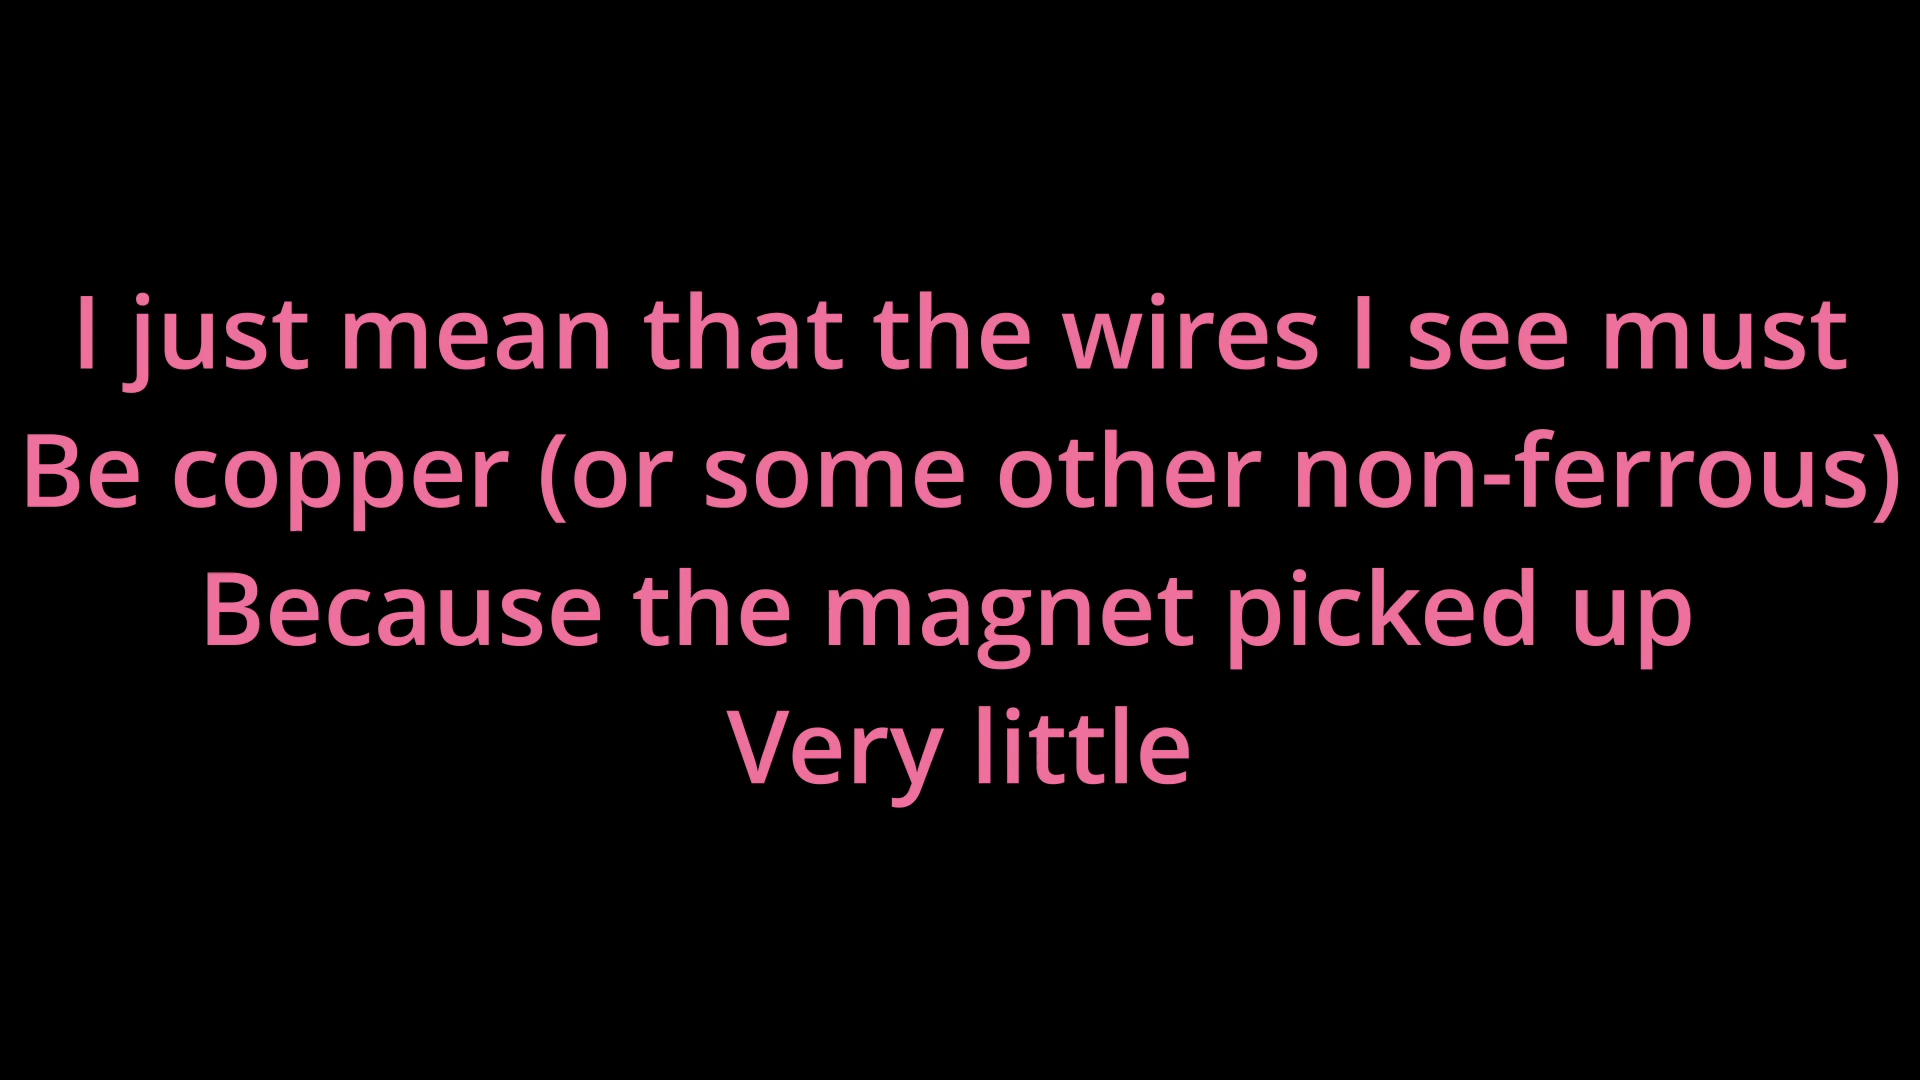 I just mean that the wires I see must
Be copper (or some other non-ferrous)
Because the magnet picked up
Very little